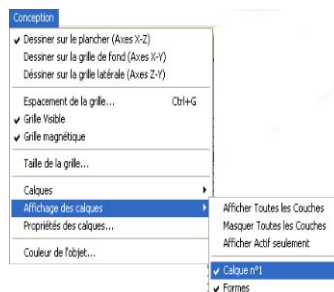 Conception
Dessiner sur le plancher (Axes X-Z)
Dessiner sur la grille de fond (Axes X-Y)
Déssiner sur la grille latérale (Axes Z-Y)
Espacement de la grille... Ctrl+G
Grille Visible
Grille magnétique
Taille de la grille...
Calques
Affichage des calques
Propriétés des calques...
Couleur de l'objet...
Afficher Toutes les Couches
Masquer Toutes les Couches
Afficher Actif seulement
Calque n°1
Formes